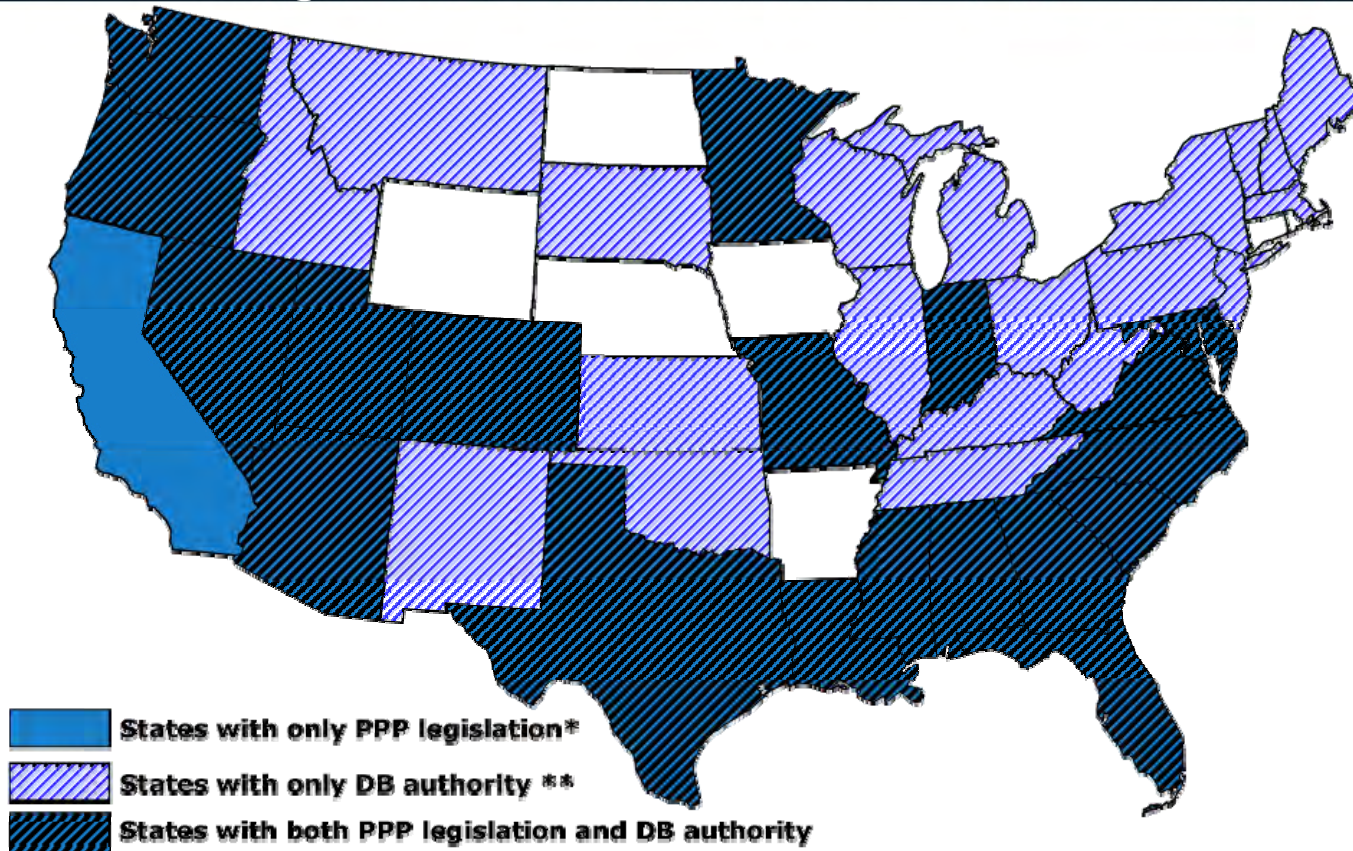 States with only PPP legislation*
States with only DB authority **
States with both PPP legislation and DB authority